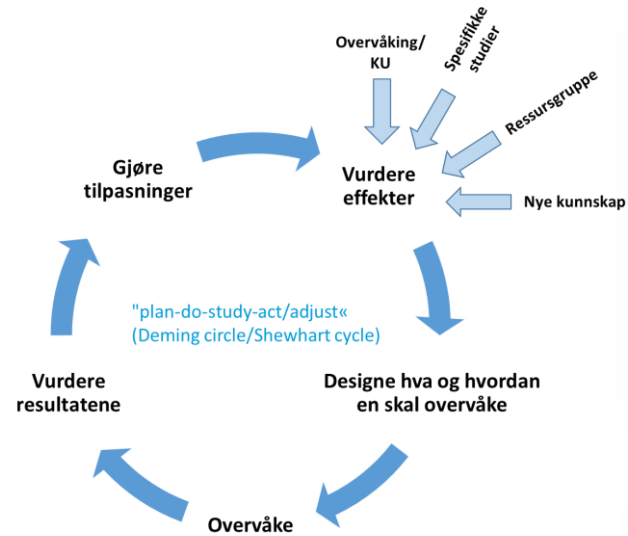 Overvåking/
KU
Spesifikke
studier
Ressursgruppe
Nye kunnskap
Vurdere
effekter
Gjøre
tilpasninger
"plan-do-study-act/adjust«
(Deming circle/Shewhart cycle)
Vurdere
resultatene
Designe hva og hvordan
en skal overvåke
Overvåke